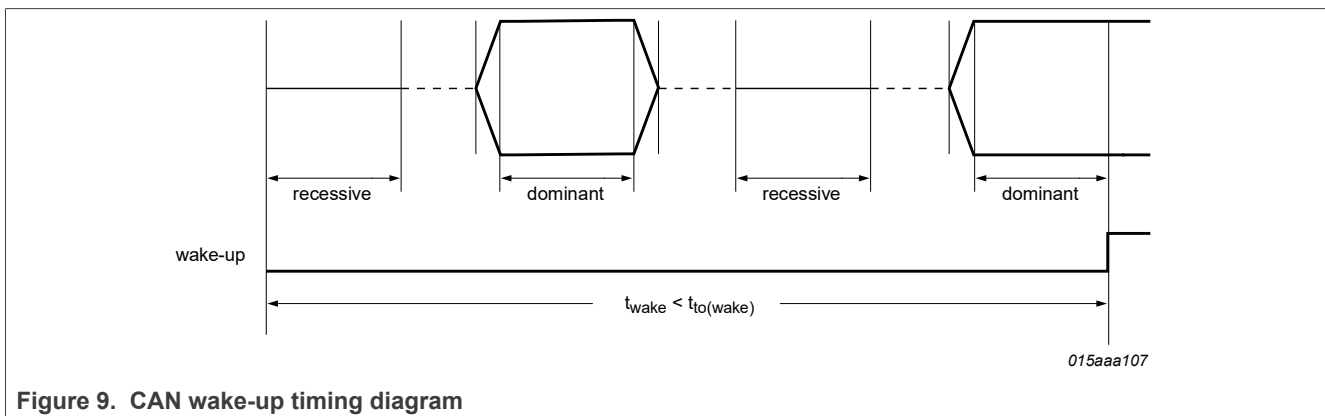 recessive
dominant
recessive
dominant
wake-up
twake < tto(wake)
015aaa107
Figure 9. CAN wake-up timing diagram